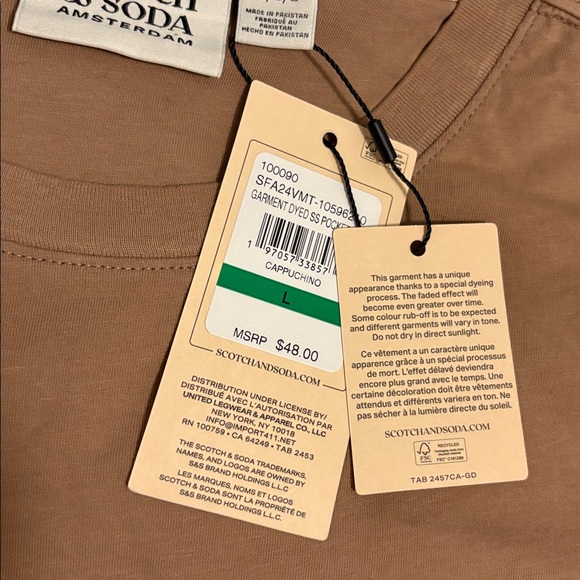 & SODA
AMSTERDAM
MADE IN PAKISTAN
FABRIQUÉ AU
PAKISTAN
HECHO EN PAKISTÁN
100090
SFA24VMT-10596
GARMENT DYED SS POCKE
1 97057 33857
CAPPUCHINO
L
MSRP $48.00
SCOTCHANDSODA.COM
DISTRIBUTION UNDER LICENSE BY/
DISTRIBUÉ AVEC L'AUTORISATION PAR
UNITED LEGWEAR & APPAREL CO., LLC
NEW YORK, NY 10018
INFO@IMPORT411.NET
RN 100759 • CA 64249 • TAB 2453
THE SCOTCH & SODA TRADEMARKS,
NAMES, AND LOGOS ARE OWNED BY
S&S BRAND HOLDINGS L.L.C
LES MARQUES, NOMS ET LOGOS
SCOTCH & SODA SONT LA PROPRIÉTÉ DE
S&S BRAND HOLDINGS L.L.C.
This garment has a unique
appearance thanks to a special dyeing
process. The faded effect will
become even greater over time.
Some colour rub-off is to be expected
and different garments will vary in tone.
Do not dry in direct sunlight.
Ce vêtement a un caractère unique
apparence grâce à un spécial processus
de mort. L'effet délavé deviendra
encore plus grand avec le temps. Une
certaine décoloration doit être vêtements
attendus et différents variera en ton. Ne
pas sécher à la lumière directe du soleil.
SCOTCHANDSODA.COM
FSC
RECYCLED
TAB 2457CA-GD